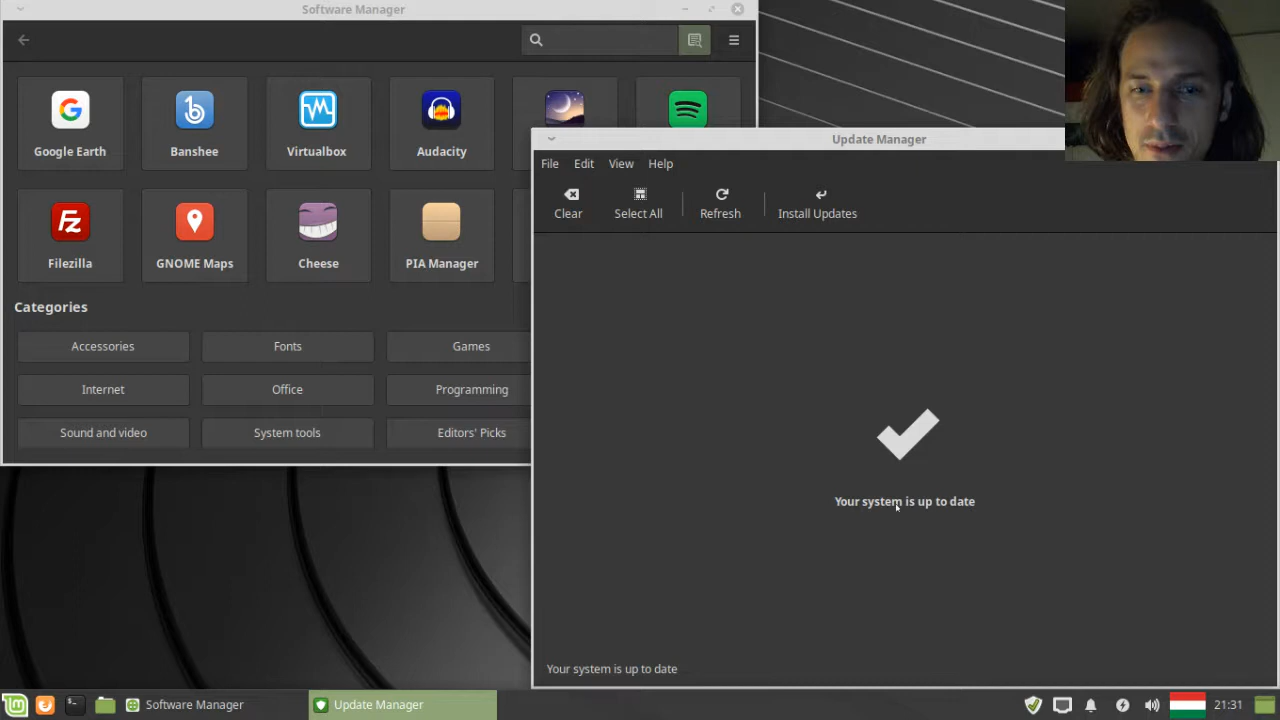 Software Manager
Google Earth
Banshee
Virtualbox
Audacity
Filezilla
GNOME Maps
Cheese
PIA Manager
Categories
Accessories
Fonts
Games
Internet
Office
Programming
Sound and video
System tools
Editors' Picks
Update Manager
File Edit View Help
Clear
Select All
Refresh
Install Updates
Your system is up to date
Your system is up to date
Software Manager
Update Manager
21:31